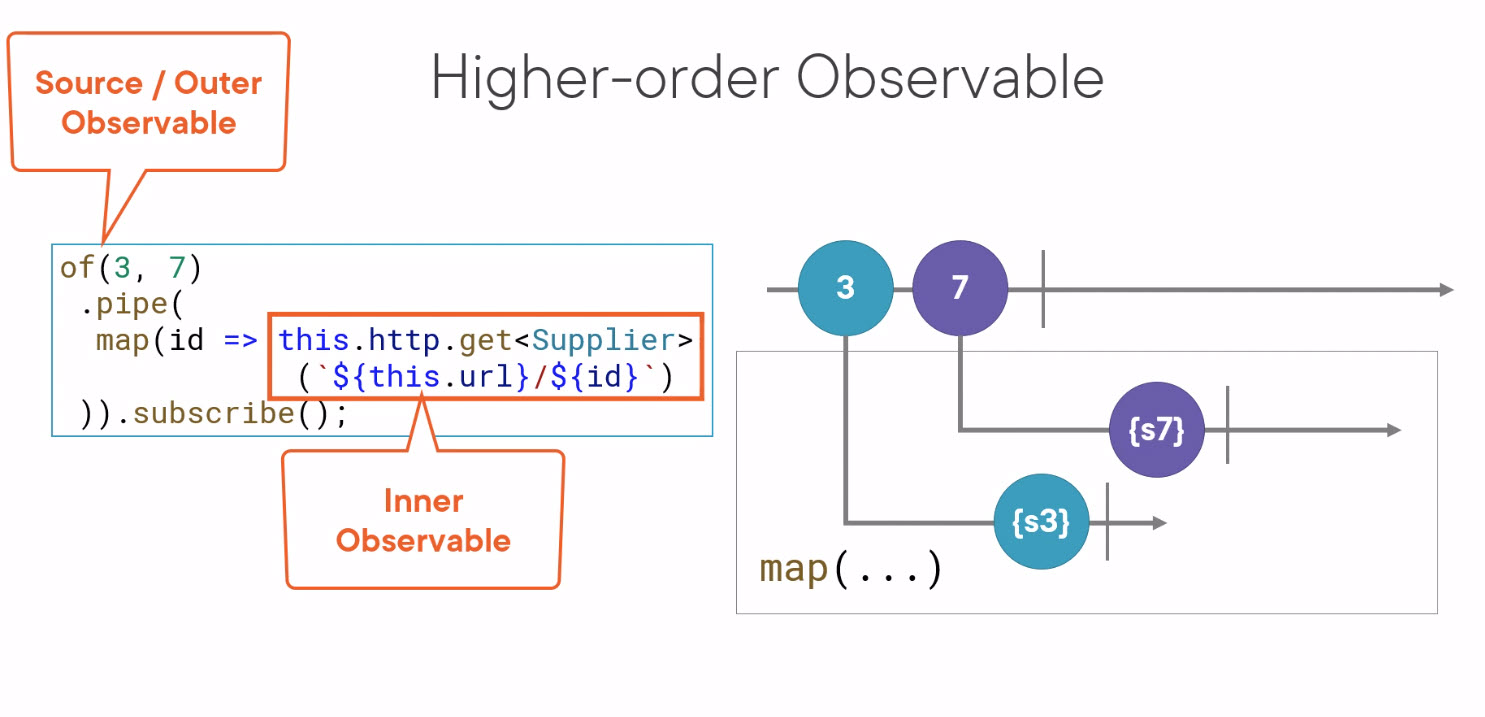 Source / Outer
Observable
Higher-order Observable
of(3, 7)
.pipe(
map(id => this.http.get<Supplier>
(`${this.url}/${id}`)
)).subscribe();
Inner
Observable
3
7
{s7}
{s3}
map(...)